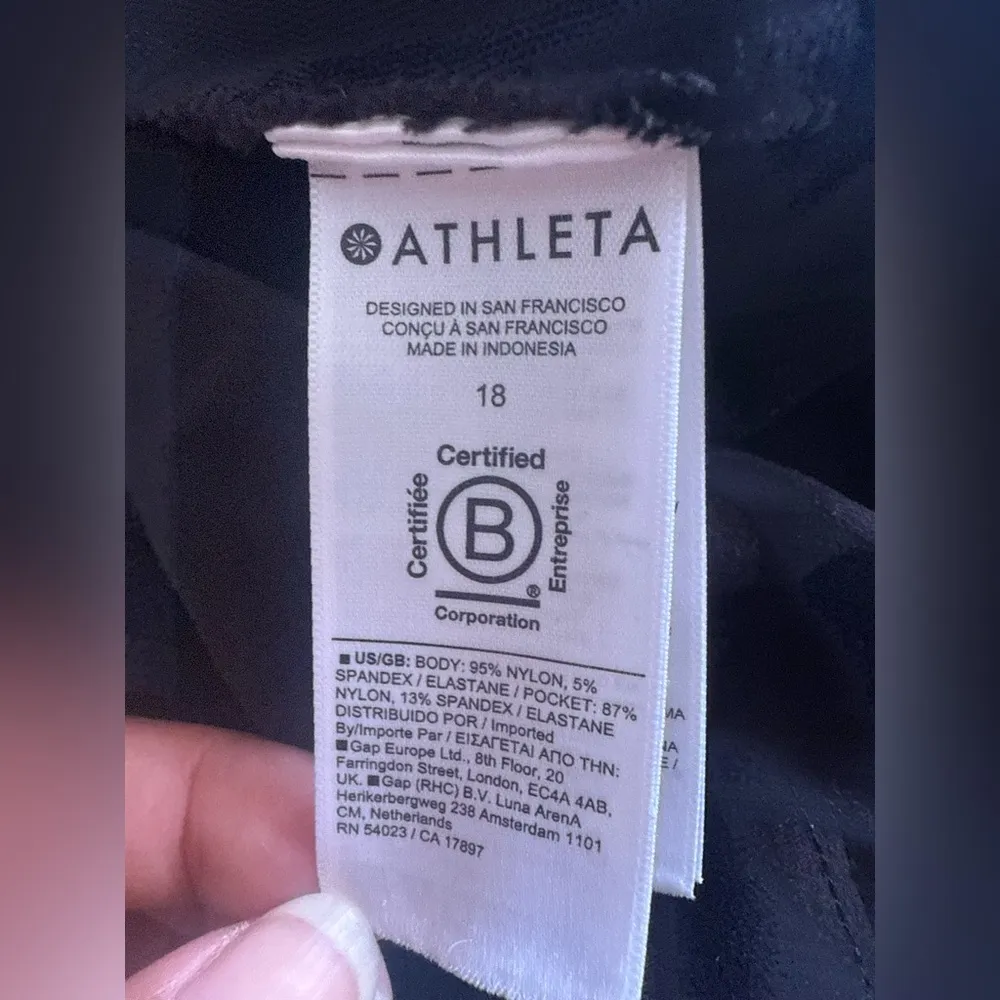 ATHLETA
DESIGNED IN SAN FRANCISCO
CONÇU À SAN FRANCISCO
MADE IN INDONESIA
18
Certified
Certifiée
B
Entreprise
®
Corporation
■ US/GB: BODY: 95% NYLON, 5%
SPANDEX / ELASTANE / POCKET: 87%
NYLON, 13% SPANDEX / ELASTANE
DISTRIBUIDO POR / Imported
By/Importe Par / ΕΙΣΑΓΕΤΑΙ ΑΠΟ ΤΗΝ:
■Gap Europe Ltd., 8th Floor, 20
Farringdon Street, London, EC4A 4AB,
UK. ■Gap (RHC) B.V. Luna ArenA
Herikerbergweg 238 Amsterdam 1101
CM, Netherlands
RN 54023 / CA 17897
MA
NA
E /